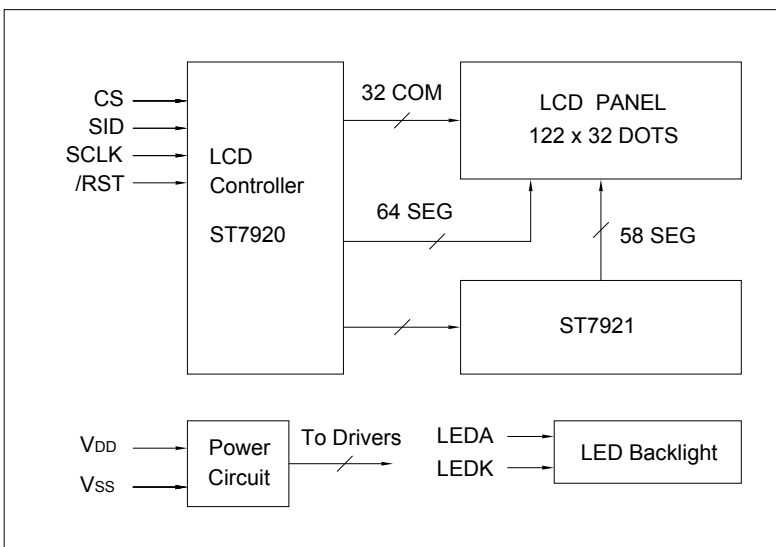 CS
SID
SCLK
/RST
LCD
Controller
ST7920
32 COM
64 SEG
LCD PANEL
122 x 32 DOTS
58 SEG
ST7921
VDD
VSS
Power
Circuit
To Drivers
LEDA
LEDK
LED Backlight